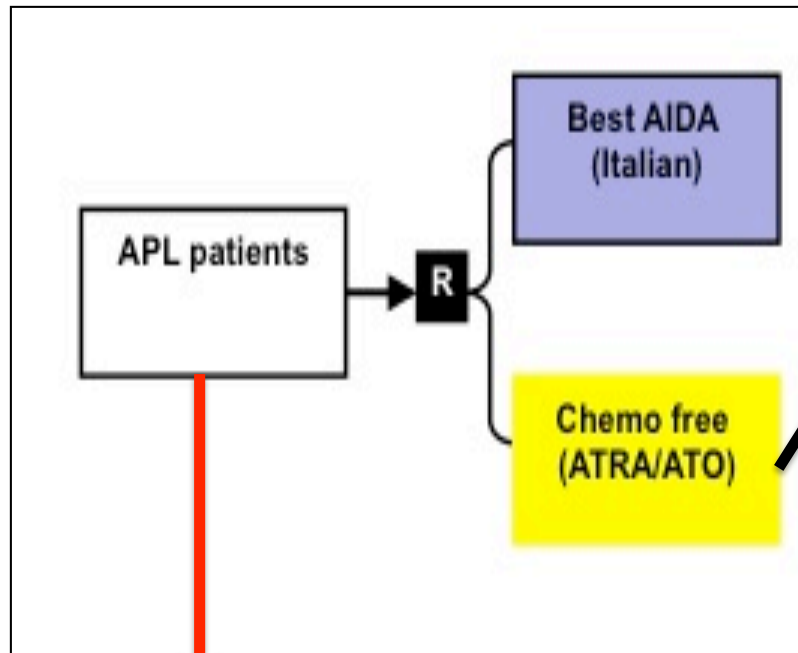 APL patients
R
Best AIDA
(Italian)
Chemo free
(ATRA/ATO)